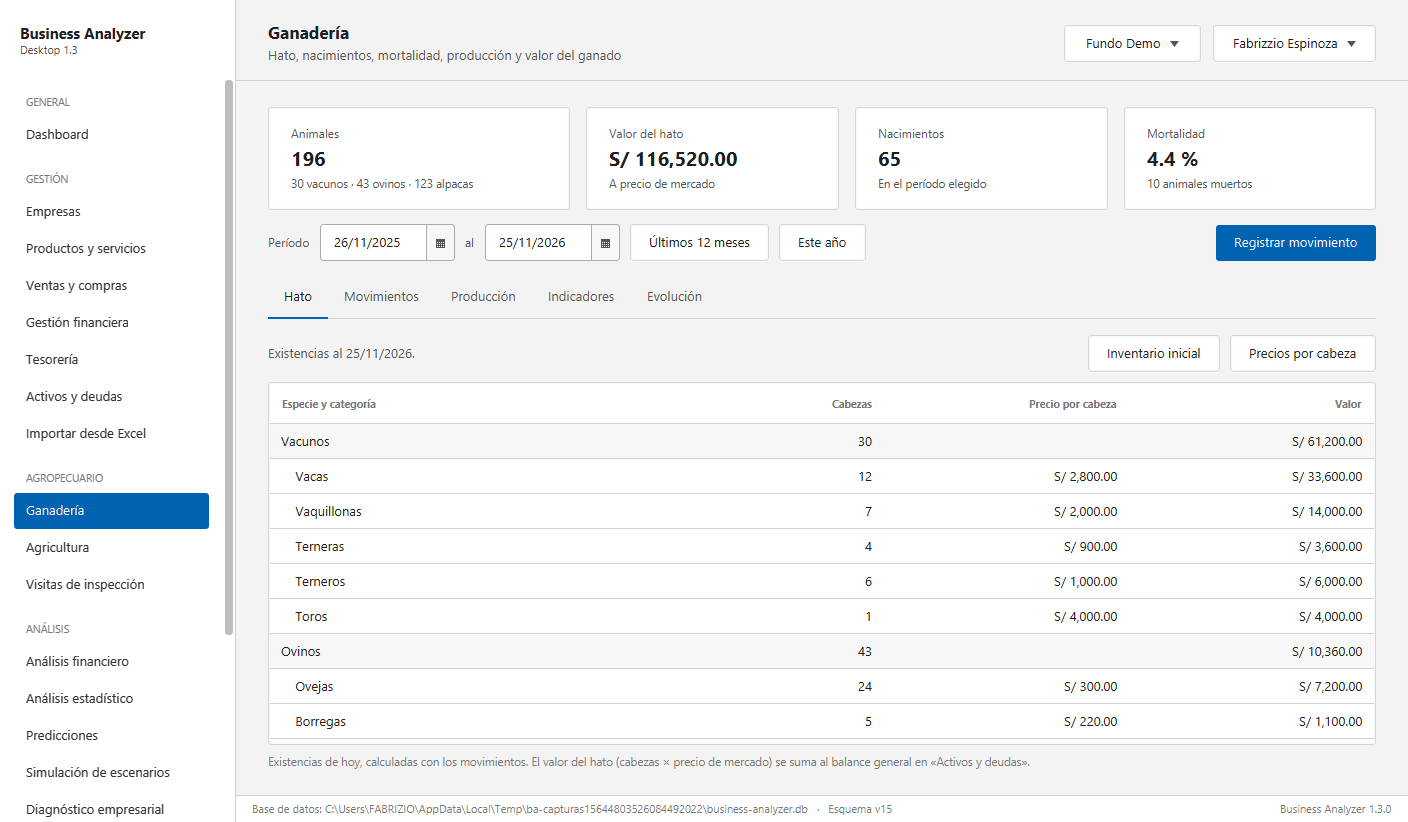 Business Analyzer
Desktop 1.3
GENERAL
Dashboard
GESTIÓN
Empresas
Productos y servicios
Ventas y compras
Gestión financiera
Tesorería
Activos y deudas
Importar desde Excel
AGROPECUARIO
Ganadería
Agricultura
Visitas de inspección
ANÁLISIS
Análisis financiero
Análisis estadístico
Predicciones
Simulación de escenarios
Diagnóstico empresarial
Ganadería
Hato, nacimientos, mortalidad, producción y valor del ganado
Fundo Demo
Fabrizzio Espinoza
Animales
196
30 vacunos · 43 ovinos · 123 alpacas
Valor del hato
S/ 116,520.00
A precio de mercado
Nacimientos
65
En el período elegido
Mortalidad
4.4 %
10 animales muertos
Período 26/11/2025 al 25/11/2026 Últimos 12 meses Este año Registrar movimiento
Hato Movimientos Producción Indicadores Evolución
Existencias al 25/11/2026. Inventario inicial Precios por cabeza
Especie y categoría Cabezas Precio por cabeza Valor
Vacunos 30 S/ 61,200.00
Vacas 12 S/ 2,800.00 S/ 33,600.00
Vaquillonas 7 S/ 2,000.00 S/ 14,000.00
Terneras 4 S/ 900.00 S/ 3,600.00
Terneros 6 S/ 1,000.00 S/ 6,000.00
Toros 1 S/ 4,000.00 S/ 4,000.00
Ovinos 43 S/ 10,360.00
Ovejas 24 S/ 300.00 S/ 7,200.00
Borregas 5 S/ 220.00 S/ 1,100.00
Existencias de hoy, calculadas con los movimientos. El valor del hato (cabezas × precio de mercado) se suma al balance general en «Activos y deudas».
Base de datos: C:\Users\FABRIZIO\AppData\Local\Temp\ba-capturas15644803526084492022\business-analyzer.db · Esquema v15
Business Analyzer 1.3.0